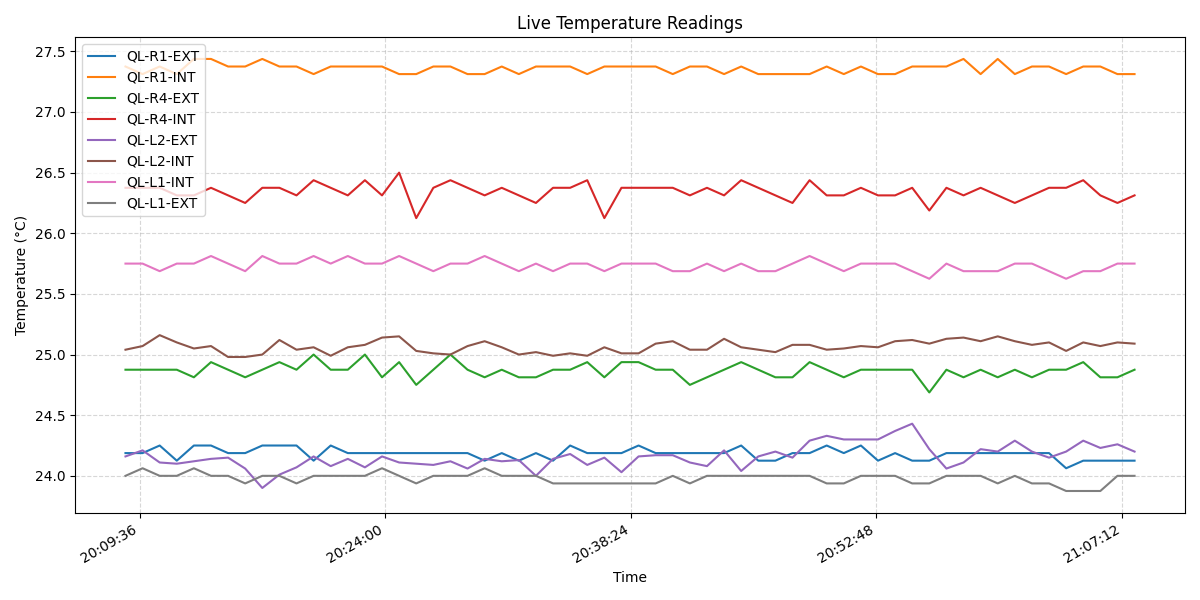 Live Temperature Readings
QL-R1-EXT
QL-R1-INT
QL-R4-EXT
QL-R4-INT
QL-L2-EXT
QL-L2-INT
QL-L1-INT
QL-L1-EXT
Temperature (°C)
27.5
27.0
26.5
26.0
25.5
25.0
24.5
24.0
20:09:36
20:24:00
20:38:24
20:52:48
21:07:12
Time